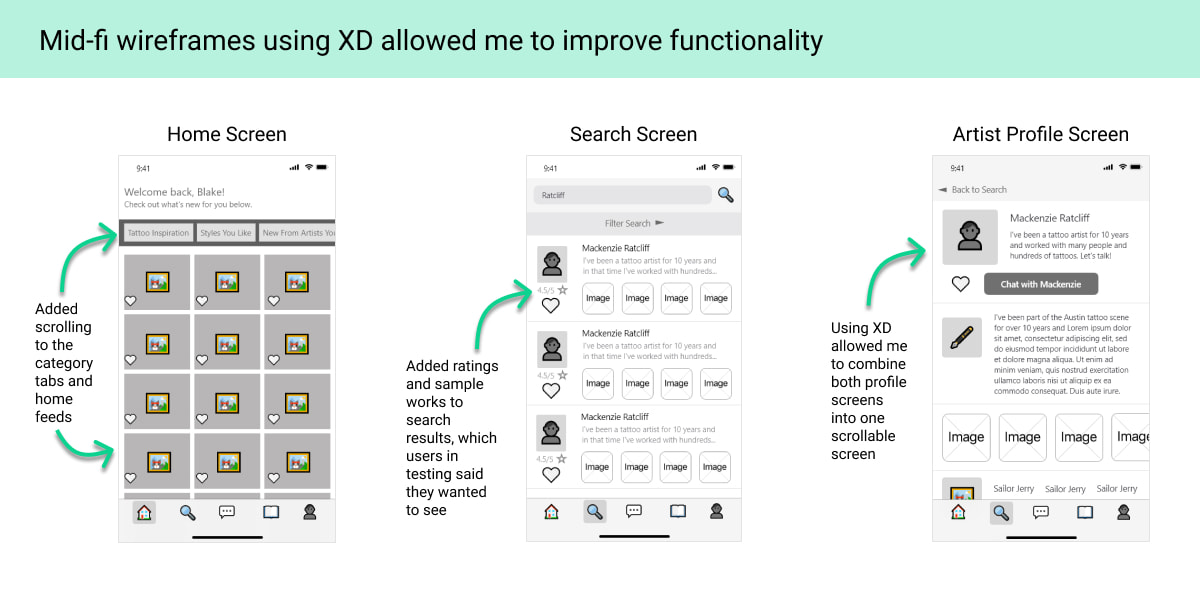 Mid-fi wireframes using XD allowed me to improve functionality
Home Screen
9:41
Welcome back, Blake!
Check out what's new for you below.
Tattoo Inspiration
Styles You Like
New From Artists You
Added
scrolling
to the
category
tabs and
home
feeds
Search Screen
9:41
Ratcliff
Filter Search
Mackenzie Ratcliff
I've been a tattoo artist for 10 years and
in that time I've worked with hundreds...
4.5/5
Image
Image
Image
Image
Mackenzie Ratcliff
I've been a tattoo artist for 10 years and
in that time I've worked with hundreds...
4.5/5
Image
Image
Image
Image
Mackenzie Ratcliff
I've been a tattoo artist for 10 years and
in that time I've worked with hundreds...
4.5/5
Image
Image
Image
Image
Added ratings
and sample
works to
search
results, which
users in
testing said
they wanted
to see
Artist Profile Screen
9:41
Back to Search
Mackenzie Ratcliff
I've been a tattoo artist for 10 years
and worked with many people and
hundreds of tattoos. Let's talk!
Chat with Mackenzie
I've been part of the Austin tattoo scene
for over 10 years and Lorem ipsum dolor
sit amet, consectetur adipiscing elit, sed
do eiusmod tempor incididunt ut labore
et dolore magna aliqua. Ut enim ad
minim veniam, quis nostrud exercitation
ullamco laboris nisi ut aliquip ex ea
commodo consequat. Duis aute irure.
Image
Image
Image
Image
Sailor Jerry
Sailor Jerry
Sailor Jerry
Using XD
allowed me
to combine
both profile
screens
into one
scrollable
screen